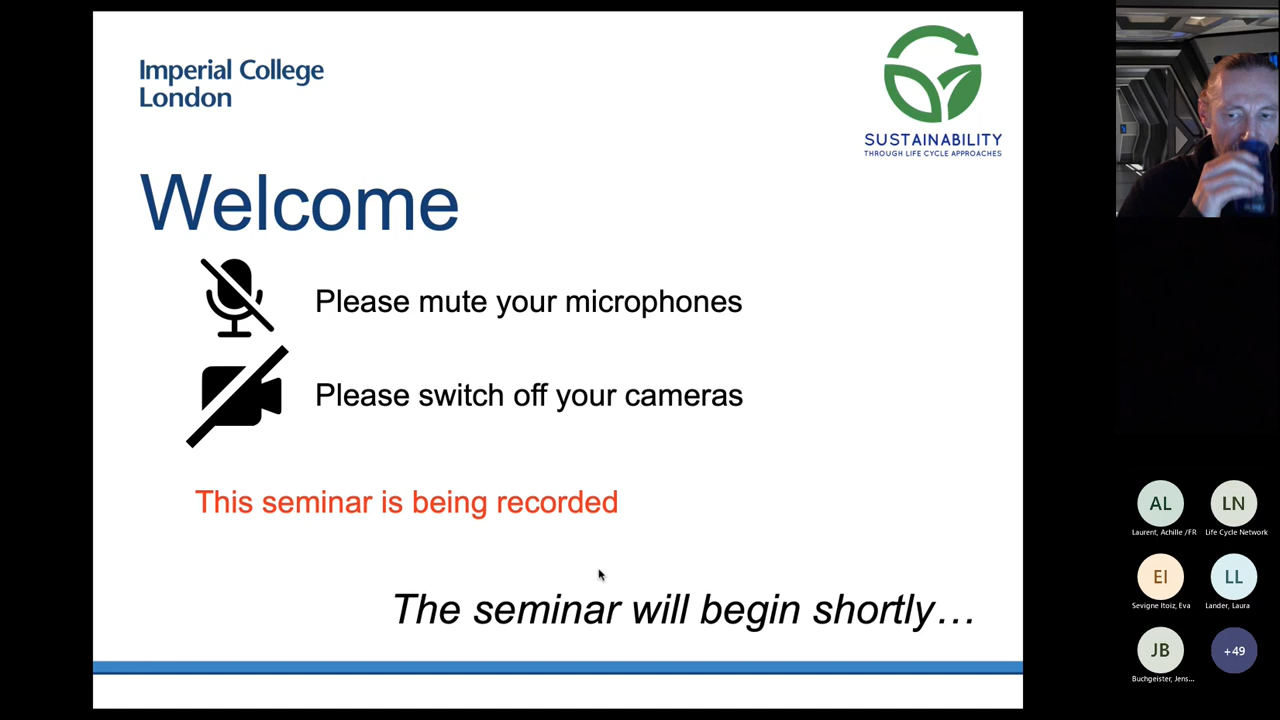 Imperial College
London
SUSTAINABILITY
THROUGH LIFE CYCLE APPROACHES
Welcome
Please mute your microphones
Please switch off your cameras
This seminar is being recorded
The seminar will begin shortly…
AL
LN
Laurent, Achille /FR
Life Cycle Network
EI
LL
Sevigne Itoiz, Eva
Lander, Laura
JB
+49
Buchgeister, Jens...